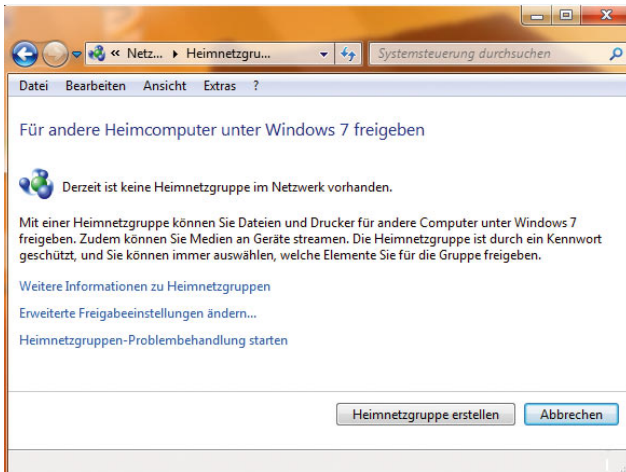 « Netz... ▸ Heimnetzgru...
Systemsteuerung durchsuchen
Datei Bearbeiten Ansicht Extras ?
Für andere Heimcomputer unter Windows 7 freigeben
Derzeit ist keine Heimnetzgruppe im Netzwerk vorhanden.
Mit einer Heimnetzgruppe können Sie Dateien und Drucker für andere Computer unter Windows 7
freigeben. Zudem können Sie Medien an Geräte streamen. Die Heimnetzgruppe ist durch ein Kennwort
geschützt, und Sie können immer auswählen, welche Elemente Sie für die Gruppe freigeben.
Weitere Informationen zu Heimnetzgruppen
Erweiterte Freigabeeinstellungen ändern...
Heimnetzgruppen-Problembehandlung starten
Heimnetzgruppe erstellen Abbrechen